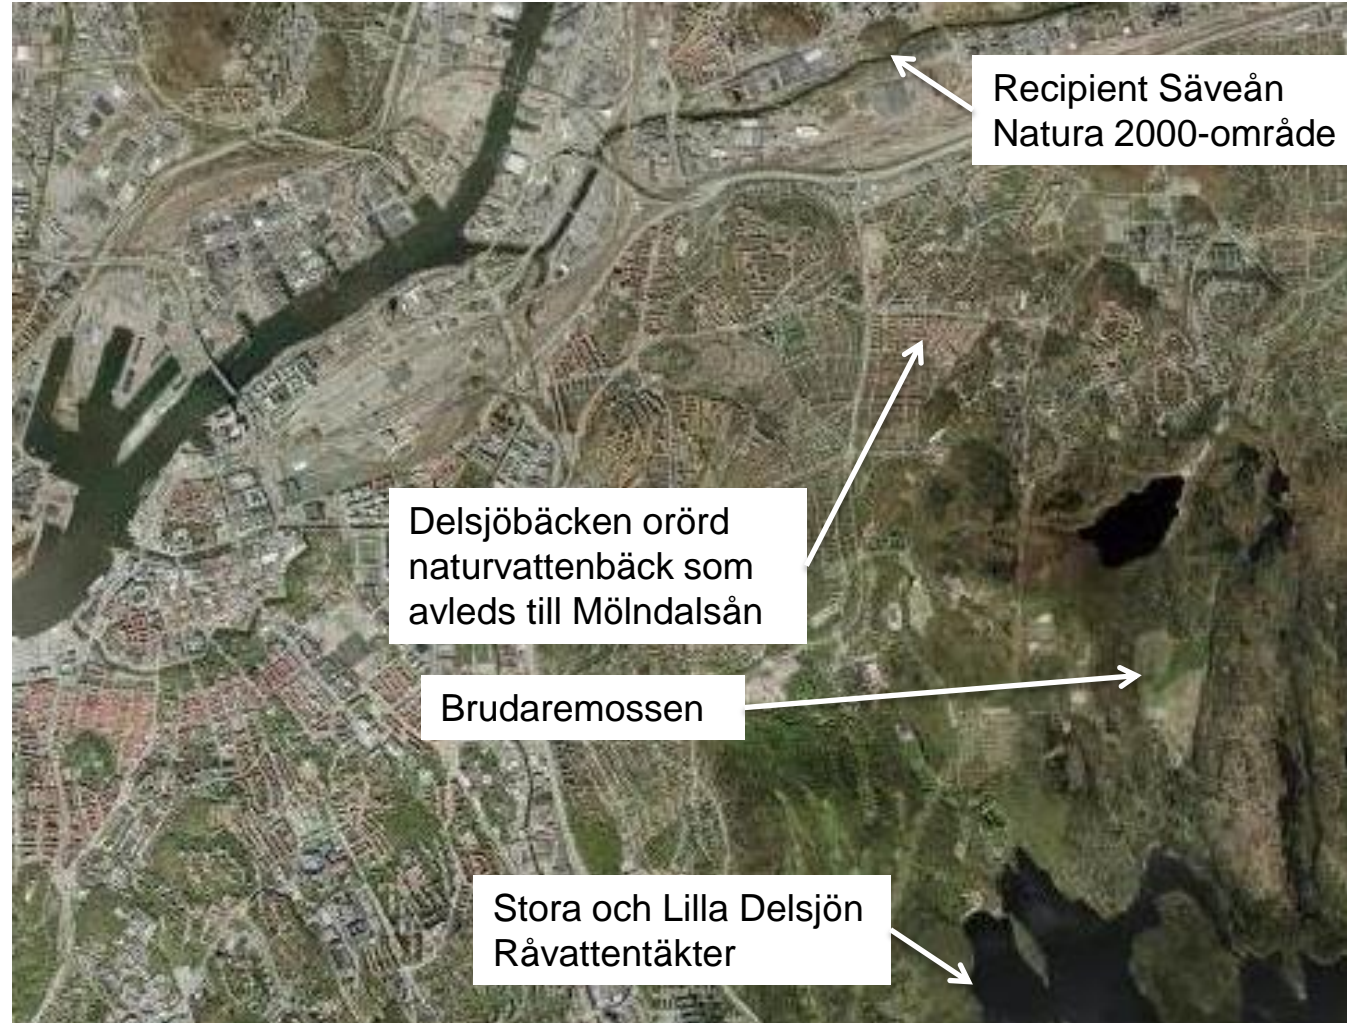 Recipient Säveån
Natura 2000-område
Delsjöbäcken orörd
naturvattenbäck som
avleds till Mölndalsån
Brudaremossen
Stora och Lilla Delsjön
Råvattentäkter